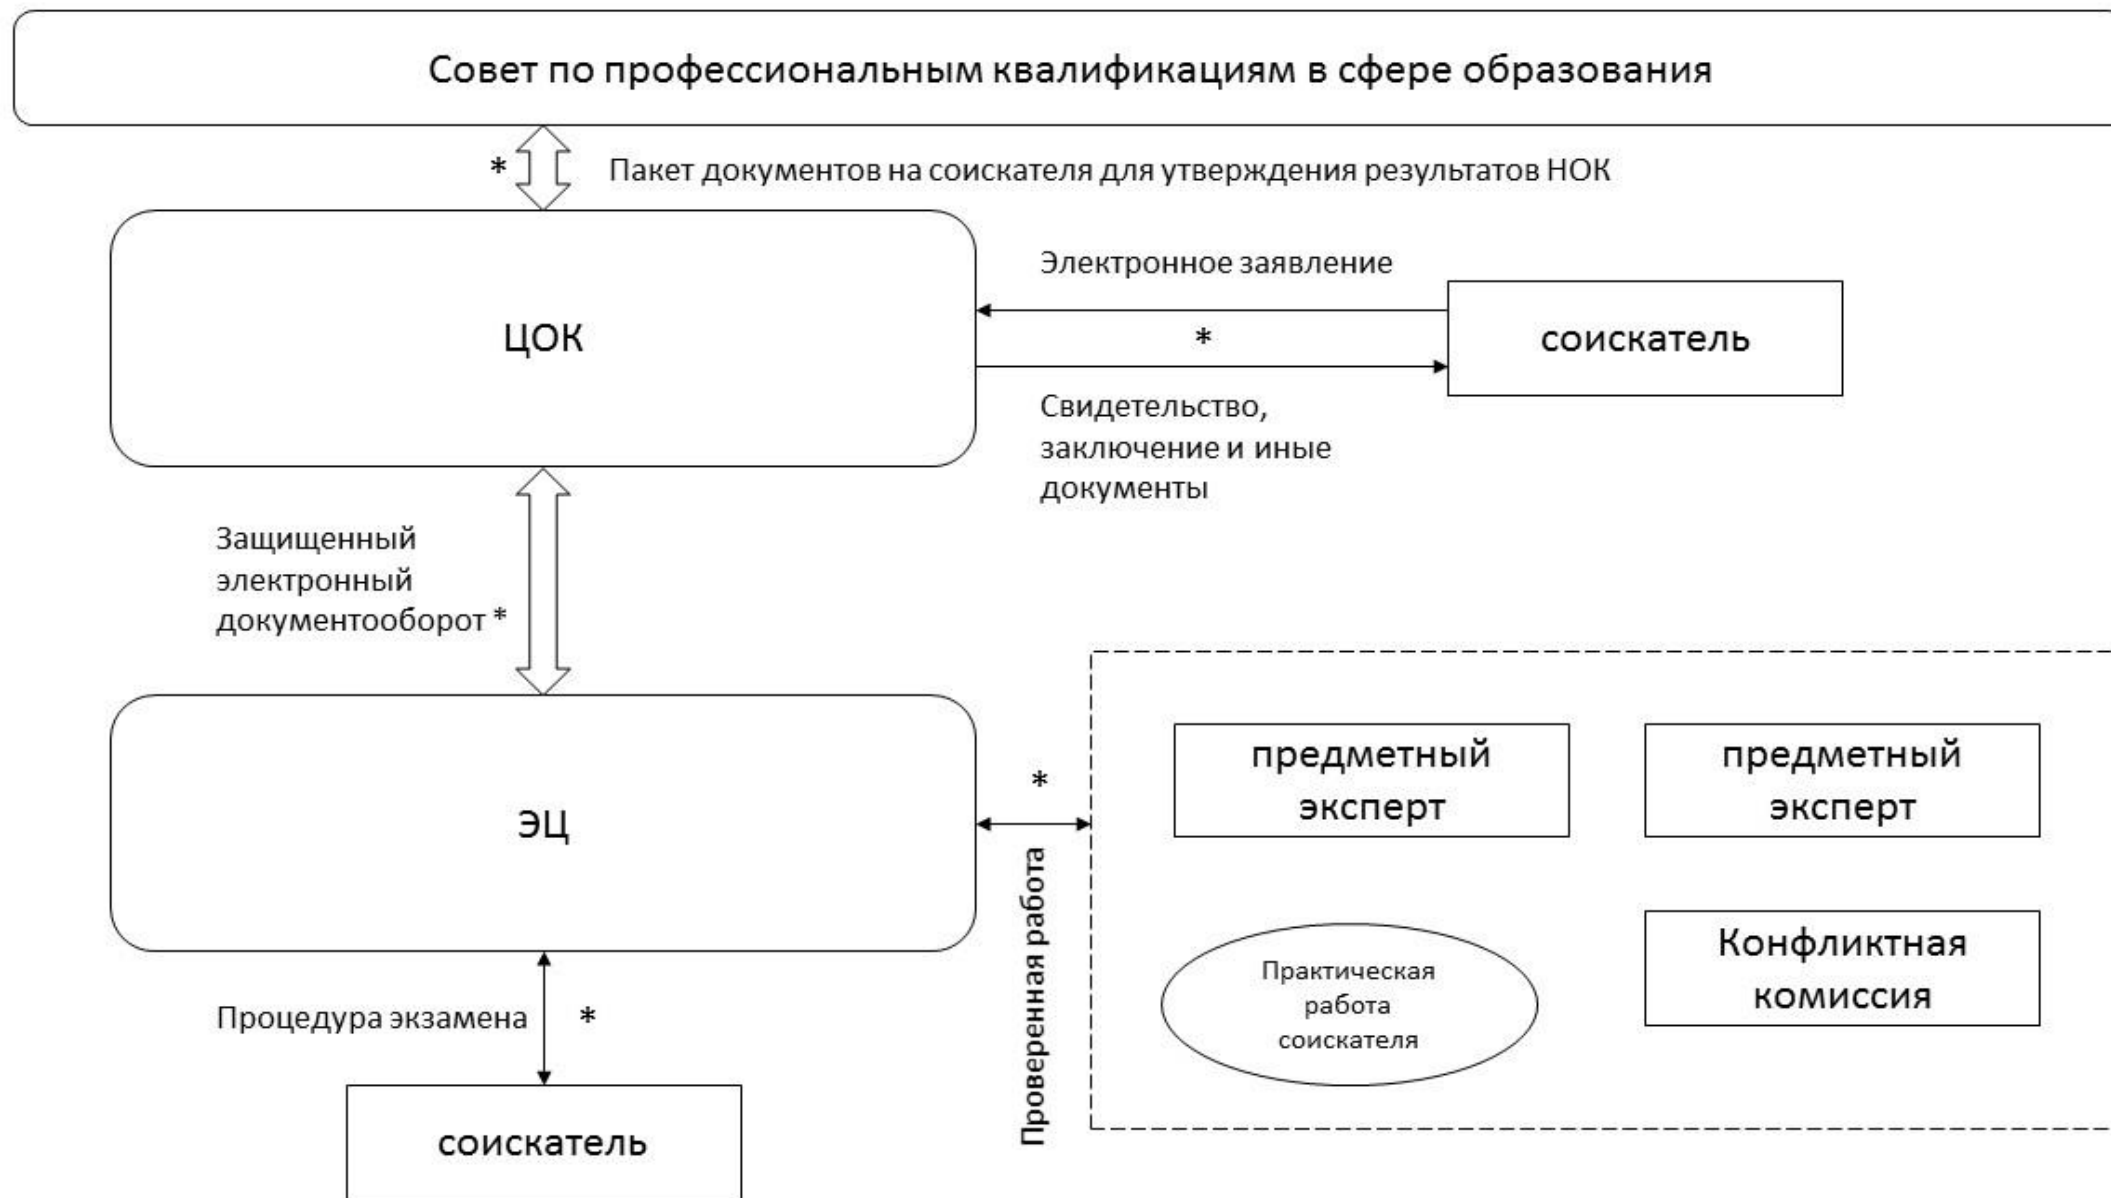 Совет по профессиональным квалификациям в сфере образования
* Пакет документов на соискателя для утверждения результатов НОК
ЦОК
Электронное заявление
*
соискатель
Свидетельство,
заключение и иные
документы
Защищенный
электронный
документооборот *
ЭЦ
*
Проверенная работа
предметный
эксперт
предметный
эксперт
Практическая
работа
соискателя
Конфликтная
комиссия
Процедура экзамена *
соискатель